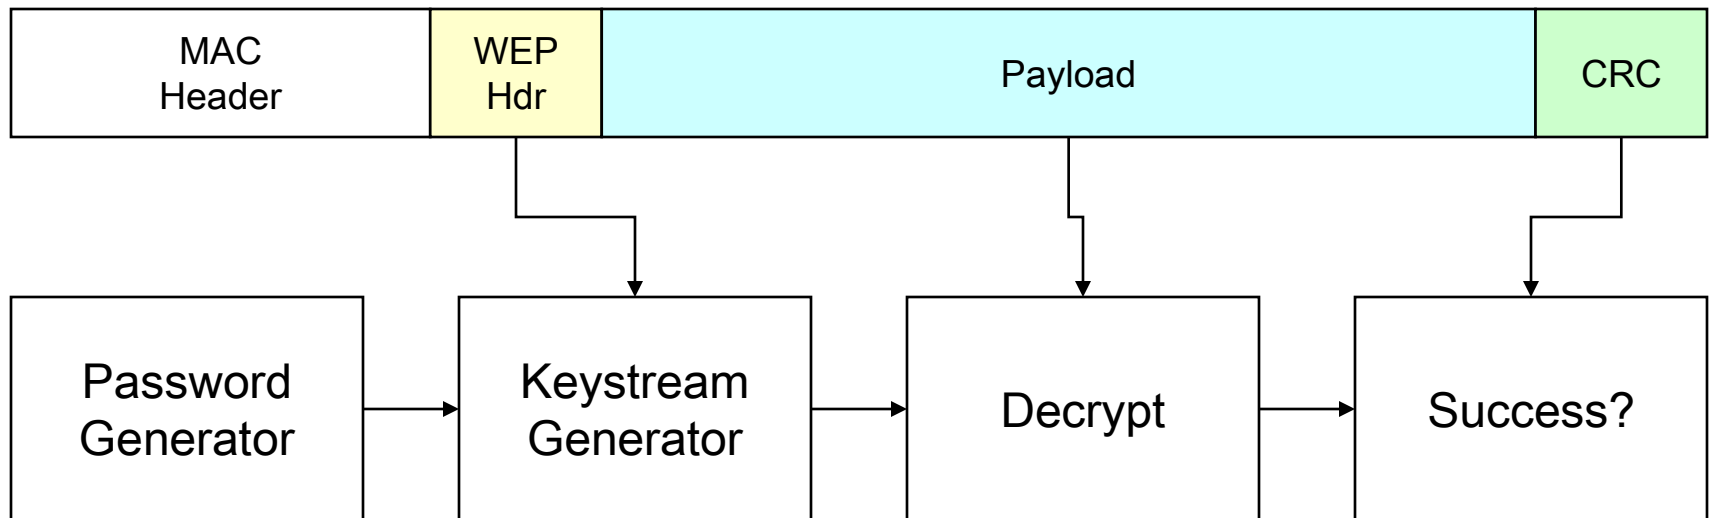 MAC
Header
WEP
Hdr
Payload
CRC
Password
Generator
Keystream
Generator
Decrypt
Success?